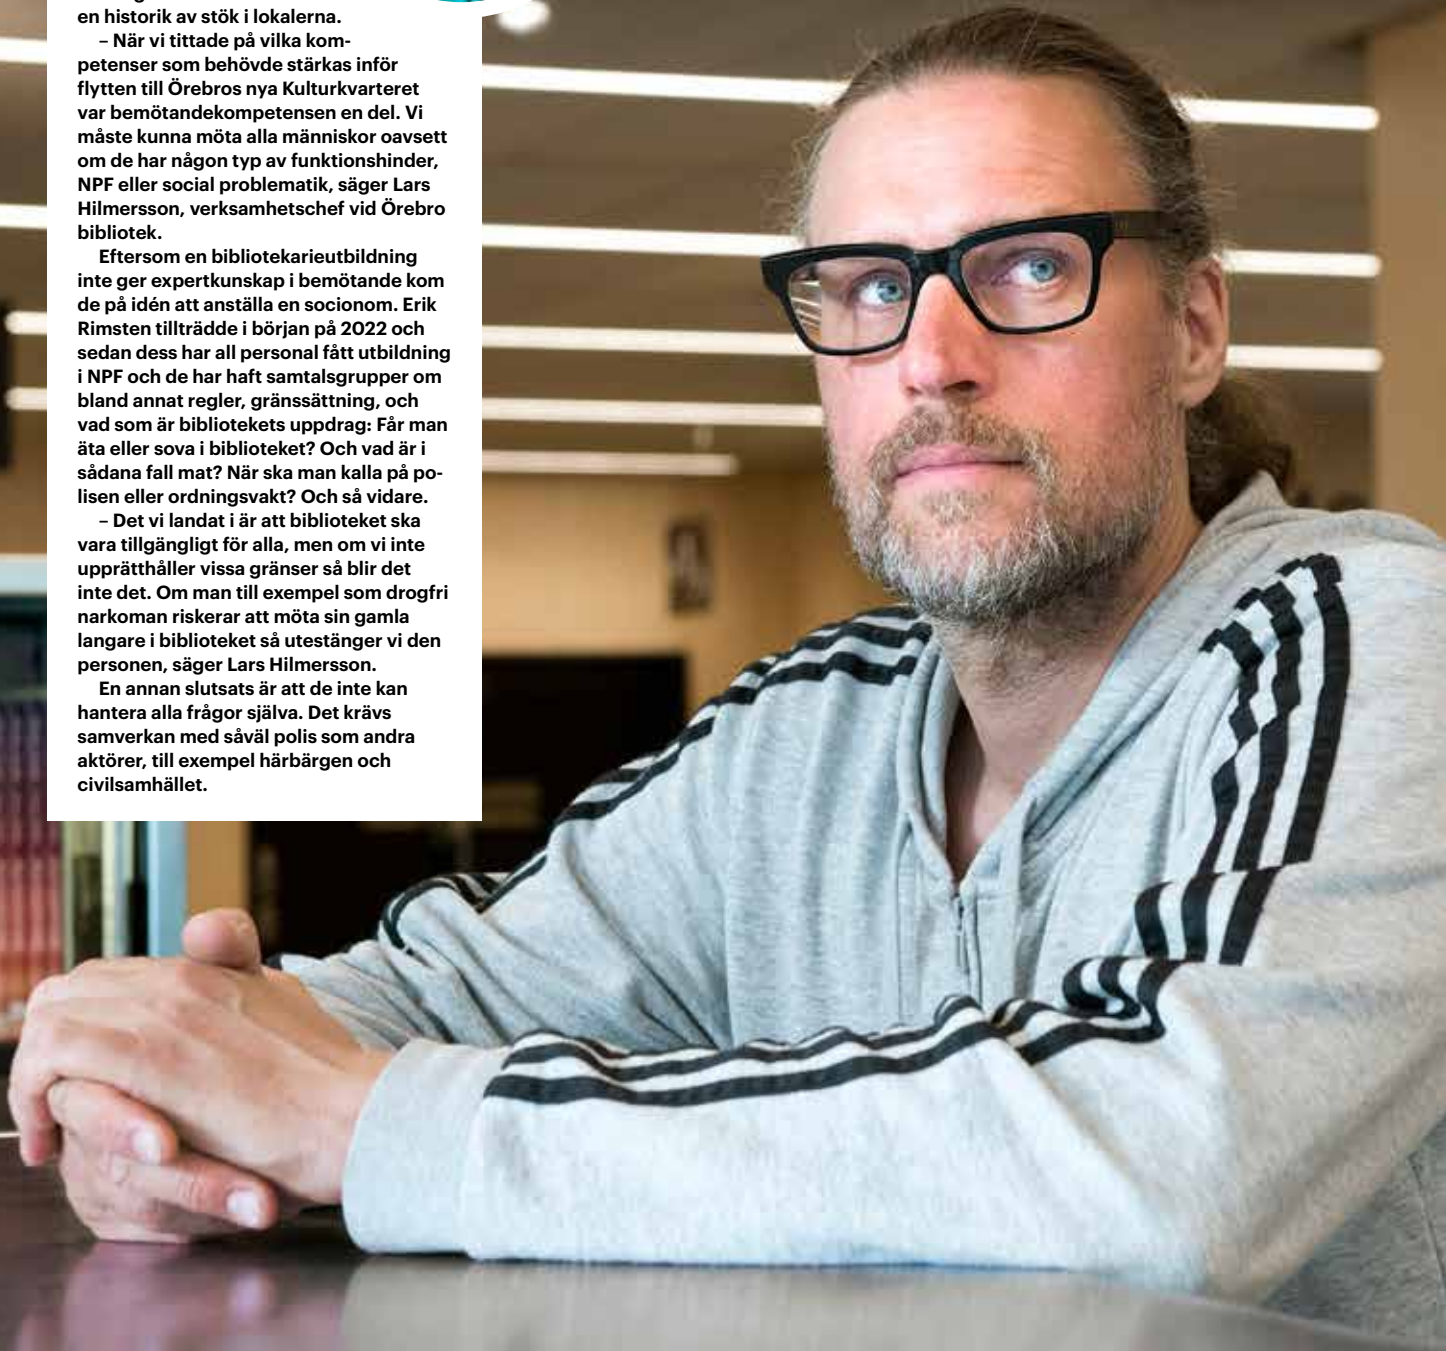 en historik av stök i lokalerna.
– När vi tittade på vilka kom-
petenser som behövde stärkas inför
flytten till Örebros nya Kulturkvarteret
var bemötandekompetensen en del. Vi
måste kunna möta alla människor oavsett
om de har någon typ av funktionshinder,
NPF eller social problematik, säger Lars
Hilmersson, verksamhetschef vid Örebro
bibliotek.
Eftersom en bibliotekarieutbildning
inte ger expertkunskap i bemötande kom
de på idén att anställa en socionom. Erik
Rimsten tillträdde i början på 2022 och
sedan dess har all personal fått utbildning
i NPF och de har haft samtalsgrupper om
bland annat regler, gränssättning, och
vad som är bibliotekets uppdrag: Får man
äta eller sova i biblioteket? Och vad är i
sådana fall mat? När ska man kalla på po-
lisen eller ordningsvakt? Och så vidare.
– Det vi landat i är att biblioteket ska
vara tillgängligt för alla, men om vi inte
upprätthåller vissa gränser så blir det
inte det. Om man till exempel som drogfri
narkoman riskerar att möta sin gamla
langare i biblioteket så utestänger vi den
personen, säger Lars Hilmersson.
En annan slutsats är att de inte kan
hantera alla frågor själva. Det krävs
samverkan med såväl polis som andra
aktörer, till exempel härbärgen och
civilsamhället.